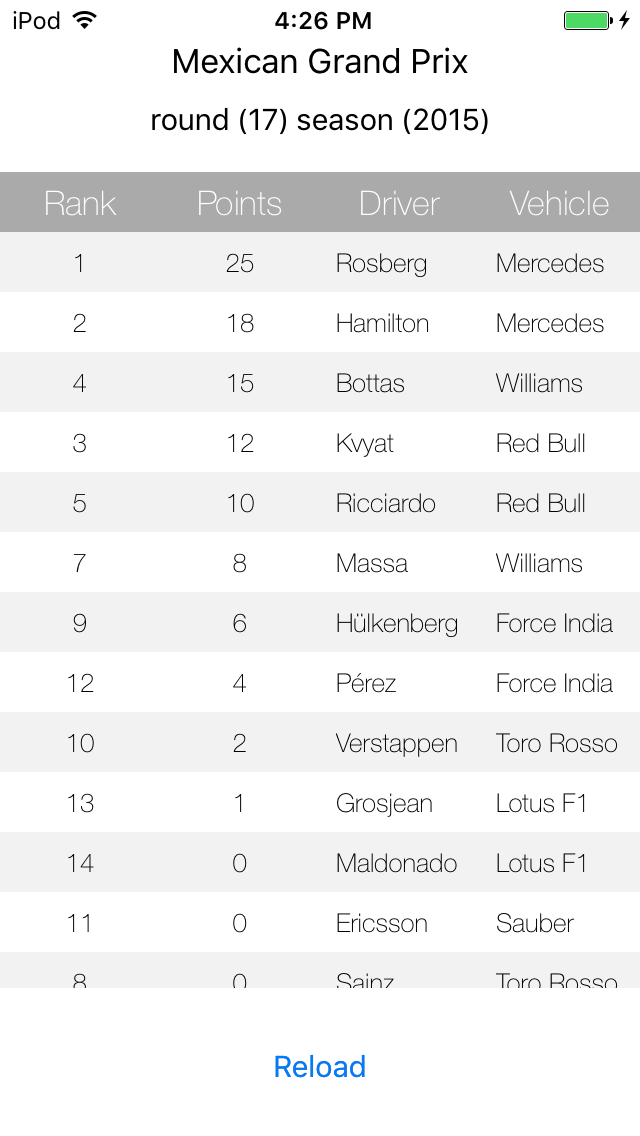 iPod 4:26 PM
Mexican Grand Prix
round (17) season (2015)
Rank Points Driver Vehicle
1 25 Rosberg Mercedes
2 18 Hamilton Mercedes
4 15 Bottas Williams
3 12 Kvyat Red Bull
5 10 Ricciardo Red Bull
7 8 Massa Williams
9 6 Hülkenberg Force India
12 4 Pérez Force India
10 2 Verstappen Toro Rosso
13 1 Grosjean Lotus F1
14 0 Maldonado Lotus F1
11 0 Ericsson Sauber
8 0 Sainz Toro Rosso
Reload